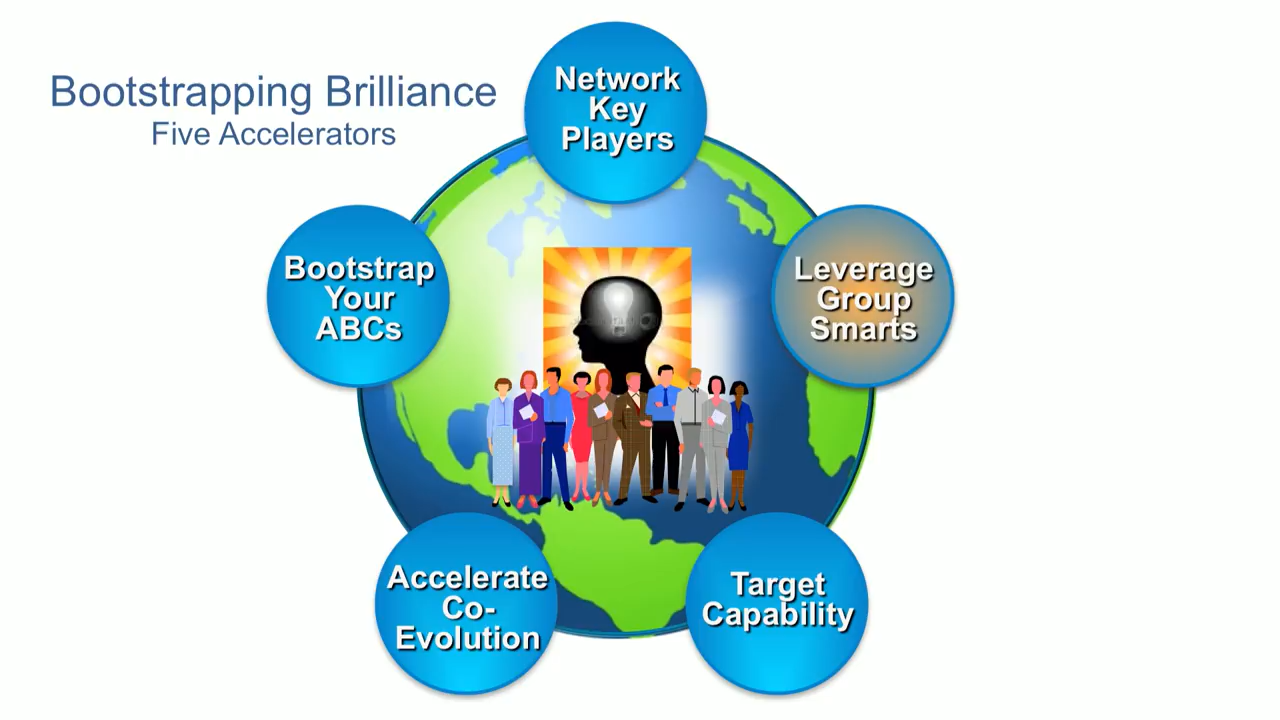 Bootstrapping Brilliance
Five Accelerators
Network
Key
Players
Bootstrap
Your
ABCs
Leverage
Group
Smarts
Accelerate
Co-
Evolution
Target
Capability